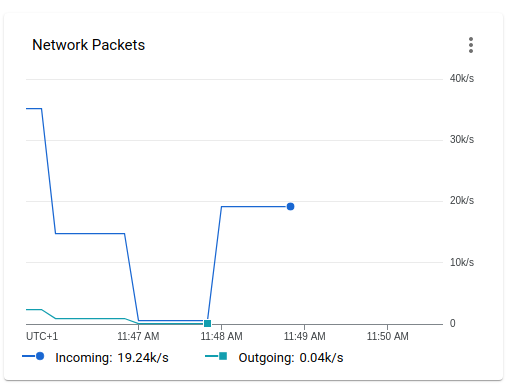 Network Packets
40k/s
30k/s
20k/s
10k/s
0
UTC+1 11:47 AM 11:48 AM 11:49 AM 11:50 AM
Incoming: 19.24k/s Outgoing: 0.04k/s